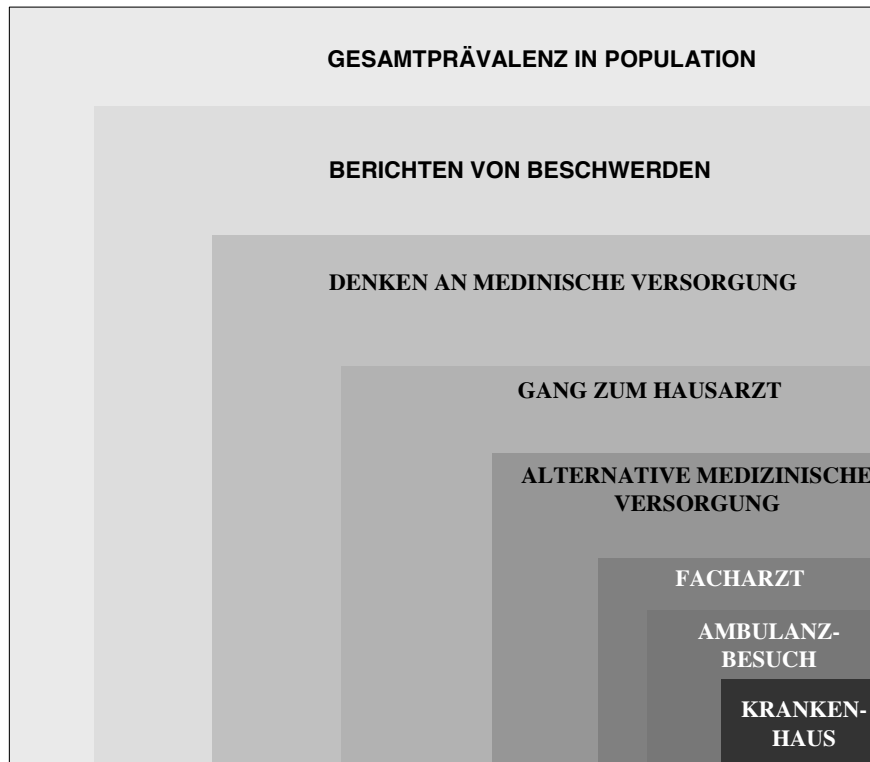 GESAMTPRÄVALENZ IN POPULATION
BERICHTEN VON BESCHWERDEN
DENKEN AN MEDINISCHE VERSORGUNG
GANG ZUM HAUSARZT
ALTERNATIVE MEDIZINISCHE
VERSORGUNG
FACHARZT
AMBULANZ-
BESUCH
KRANKEN-
HAUS